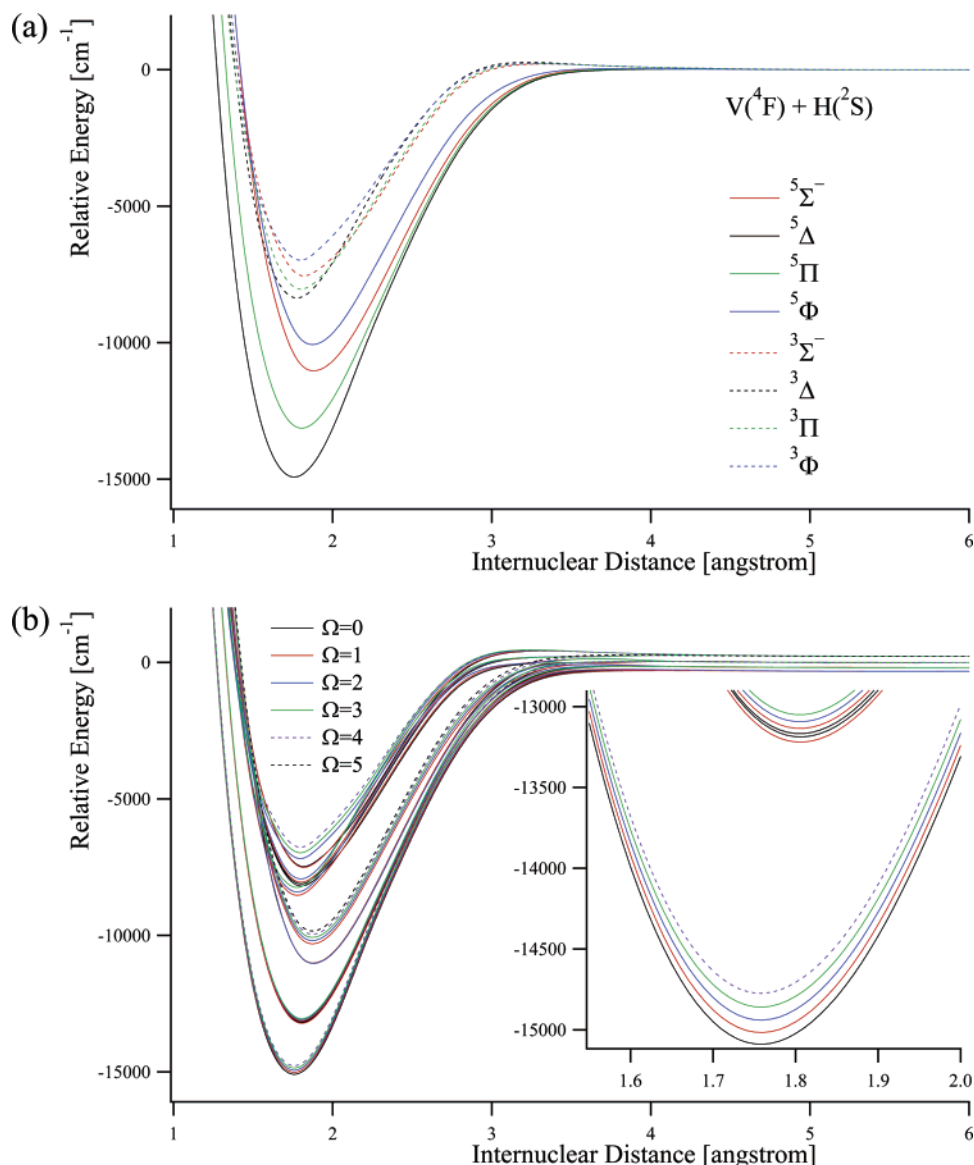 (a)
Relative Energy [cm⁻¹]
0
-5000
-10000
-15000
V(⁴F) + H(²S)
⁵Σ⁻
⁵Δ
⁵Π
⁵Φ
³Σ⁻
³Δ
³Π
³Φ
1 2 3 4 5 6
Internuclear Distance [angstrom]
(b)
Relative Energy [cm⁻¹]
0
-5000
-10000
-15000
Ω=0
Ω=1
Ω=2
Ω=3
Ω=4
Ω=5
-13000
-13500
-14000
-14500
-15000
1.6 1.7 1.8 1.9 2.0
1 2 3 4 5 6
Internuclear Distance [angstrom]